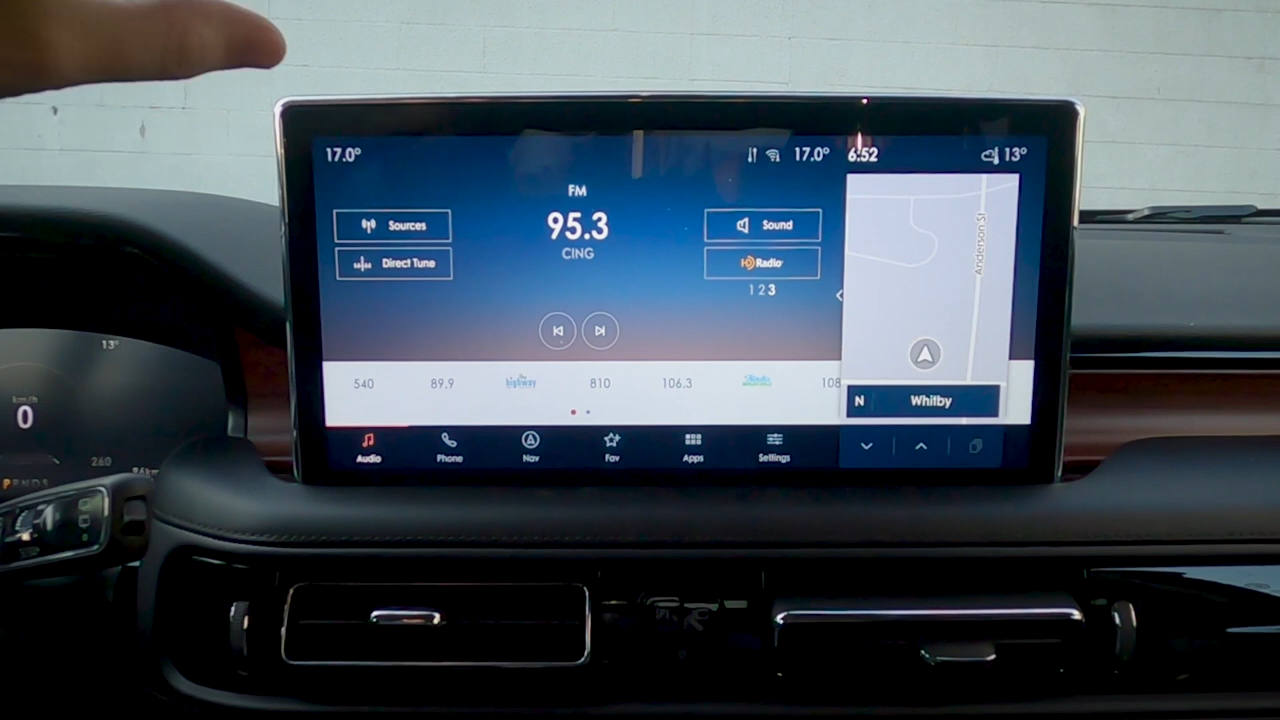 17.0°
17.0°
6:52
13°
FM
Sources
95.3
Sound
CING
Direct Tune
Radio
1 2 3
Anderson St
540
89.9
The highway
810
106.3
108
N
Whitby
Audio
Phone
Nav
Fav
Apps
Settings
13°
km/h
0
260
P R N D S